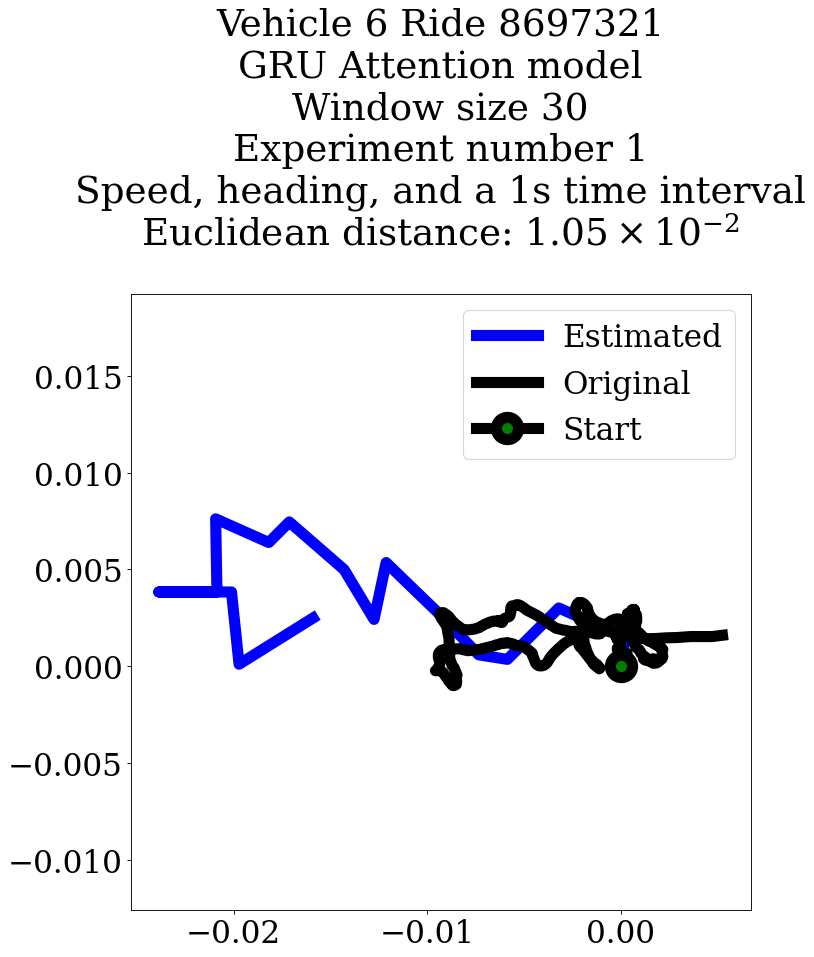 Vehicle 6 Ride 8697321
GRU Attention model
Window size 30
Experiment number 1
Speed, heading, and a 1s time interval
Euclidean distance: 1.05 × 10⁻²
Estimated
Original
Start
0.015
0.010
0.005
0.000
−0.005
−0.010
−0.02
−0.01
0.00